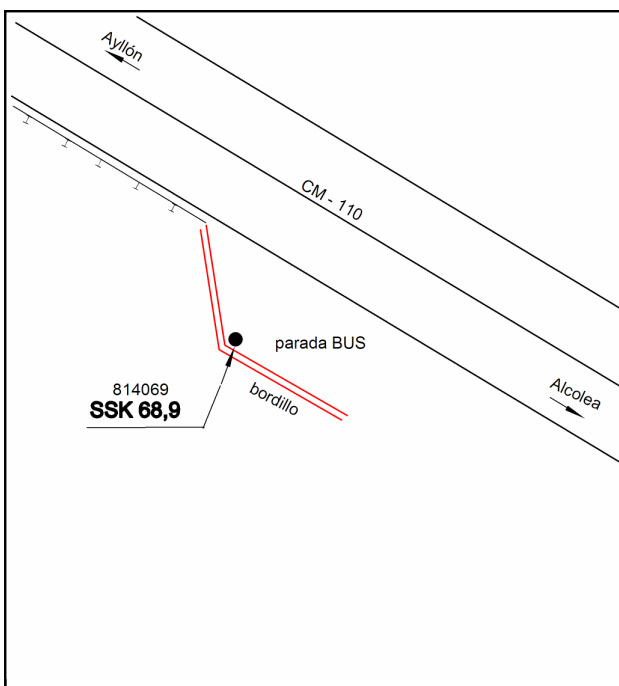 Ayllón
CM - 110
parada BUS
Alcolea
814069
SSK 68,9
bordillo